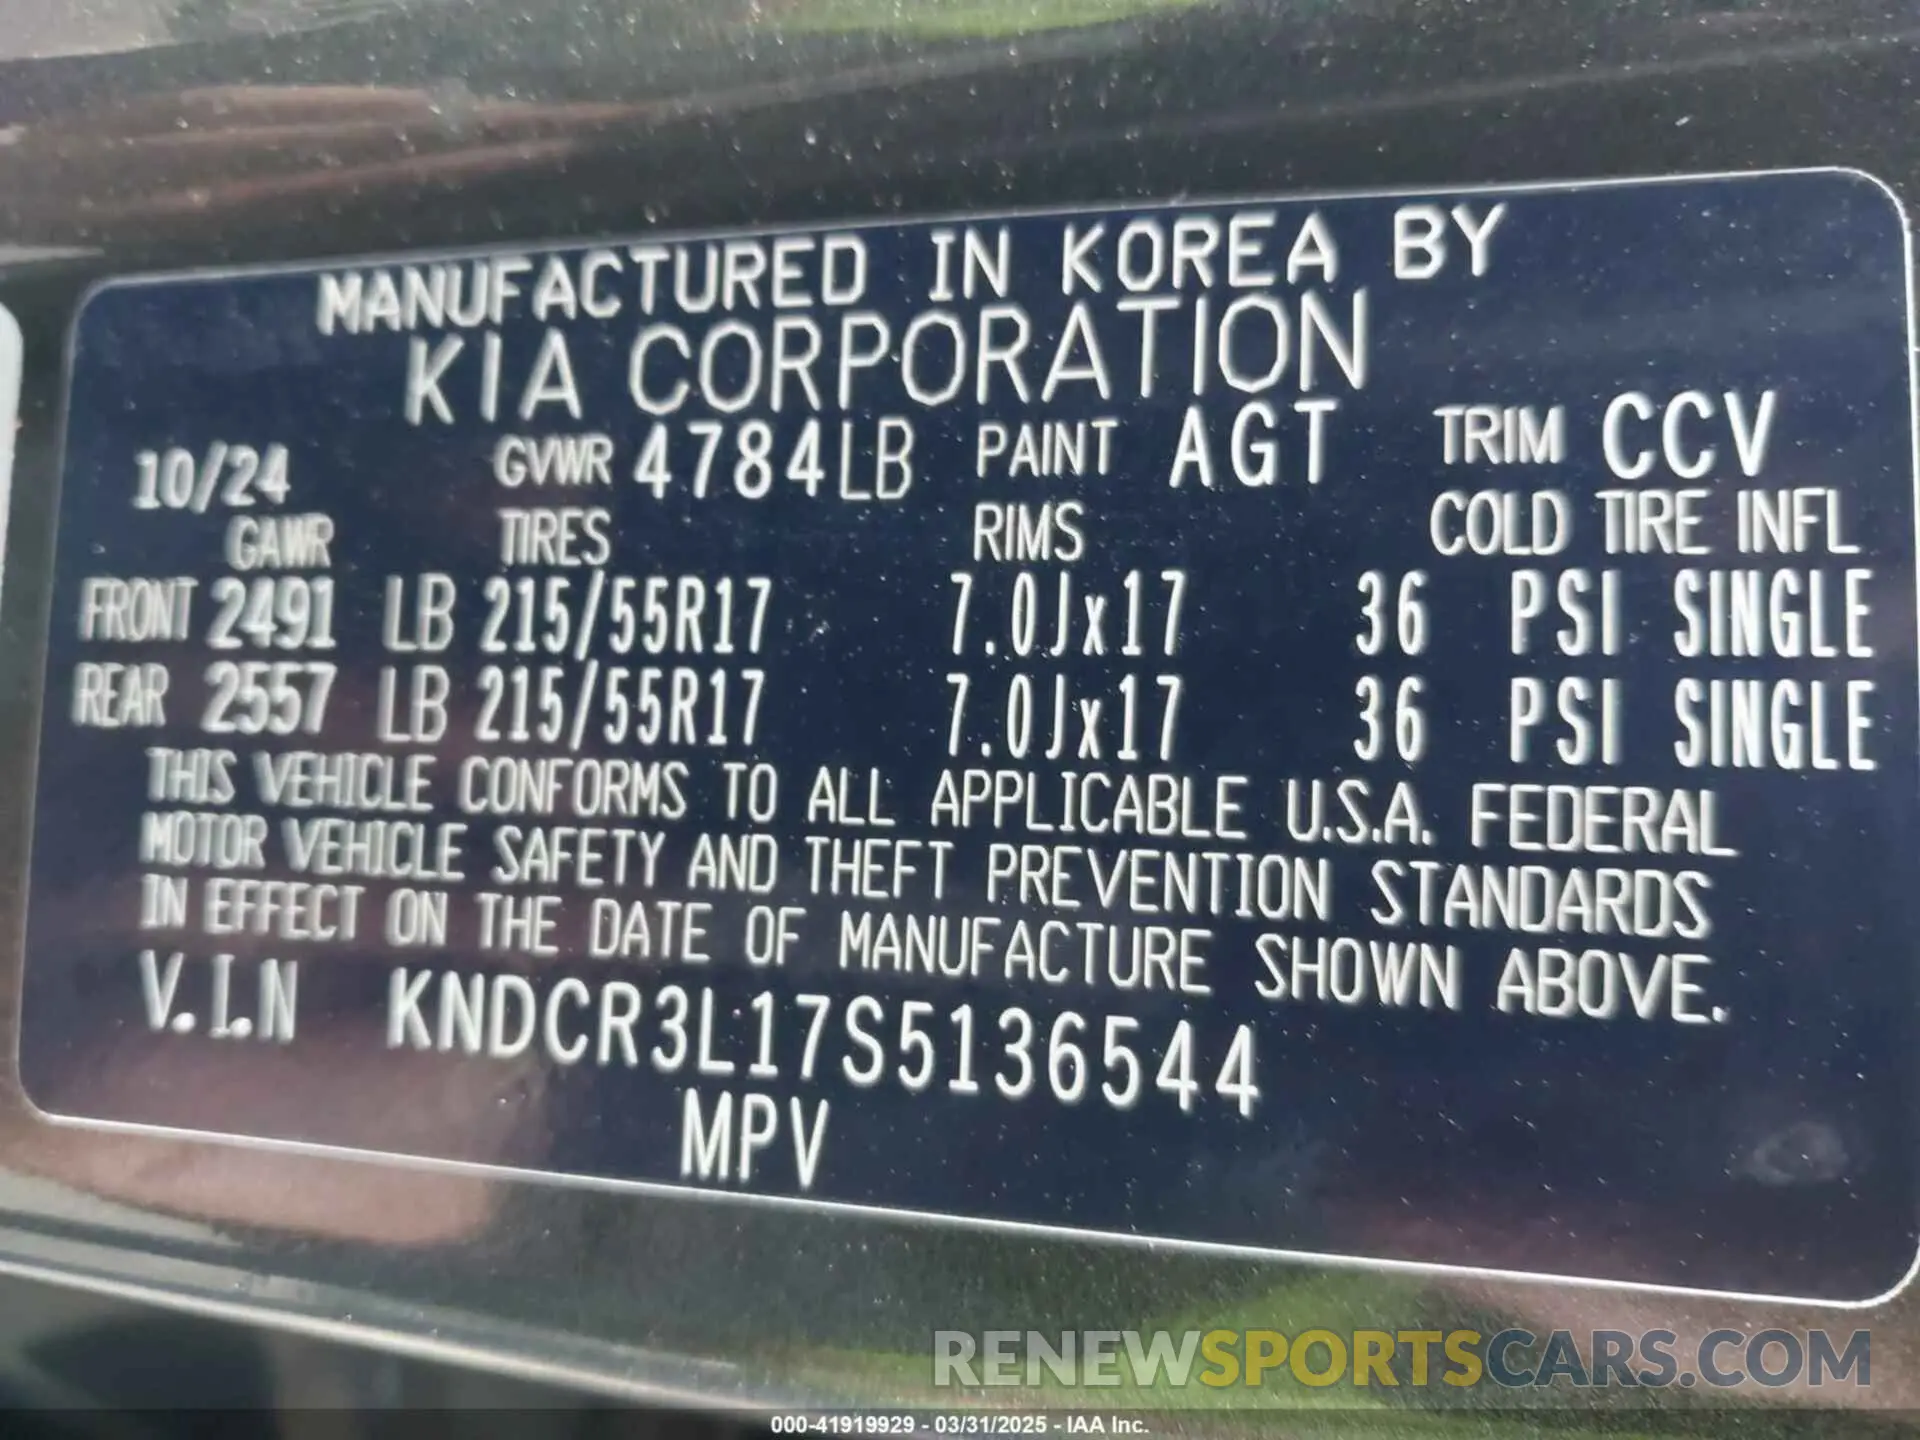 MANUFACTURED IN KOREA BY
KIA CORPORATION
10/24 GVWR 4784LB PAINT AGT TRIM CCV
GAWR TIRES RIMS COLD TIRE INFL
FRONT 2491 LB 215/55R17 7.0Jx17 36 PSI SINGLE
REAR 2557 LB 215/55R17 7.0Jx17 36 PSI SINGLE
THIS VEHICLE CONFORMS TO ALL APPLICABLE U.S.A. FEDERAL
MOTOR VEHICLE SAFETY AND THEFT PREVENTION STANDARDS
IN EFFECT ON THE DATE OF MANUFACTURE SHOWN ABOVE.
V.I.N KNDCR3L17S5136544
MPV
RENEWSPORTSCARS.COM
000-41919929 - 03/31/2025 - IAA Inc.